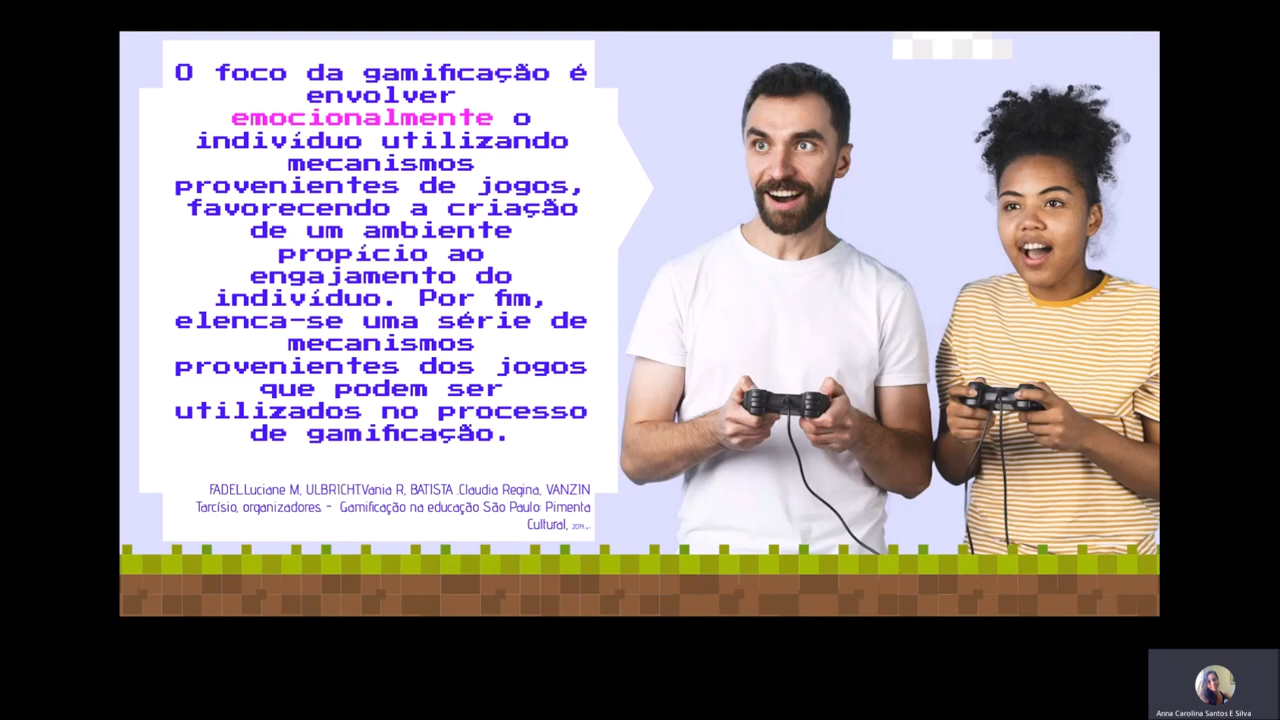 O foco da gamificação é
envolver
emocionalmente o
indivíduo utilizando
mecanismos
provenientes de jogos,
favorecendo a criação
de um ambiente
propício ao
engajamento do
indivíduo. Por fim,
elenca-se uma série de
mecanismos
provenientes dos jogos
que podem ser
utilizados no processo
de gamificação.
FADEL.Luciane M, ULBRICHT.Vania R, BATISTA .Claudia Regina, VANZIN
Tarcísio, organizadores. - Gamificação na educação São Paulo: Pimenta
Cultural, 2014.
Anna Carolina Santos E Silva